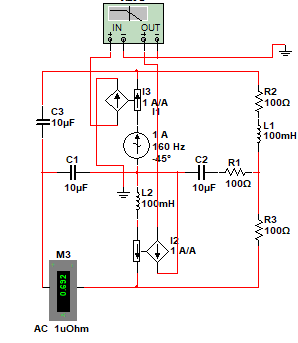 IN OUT
I3
1 A/A
I1
1 A
160 Hz
-45°
C3
10µF
R2
100Ω
L1
100mH
C1
10µF
C2
10µF
R1
100Ω
L2
100mH
R3
100Ω
I2
1 A/A
M3
0.692
AC 1uOhm